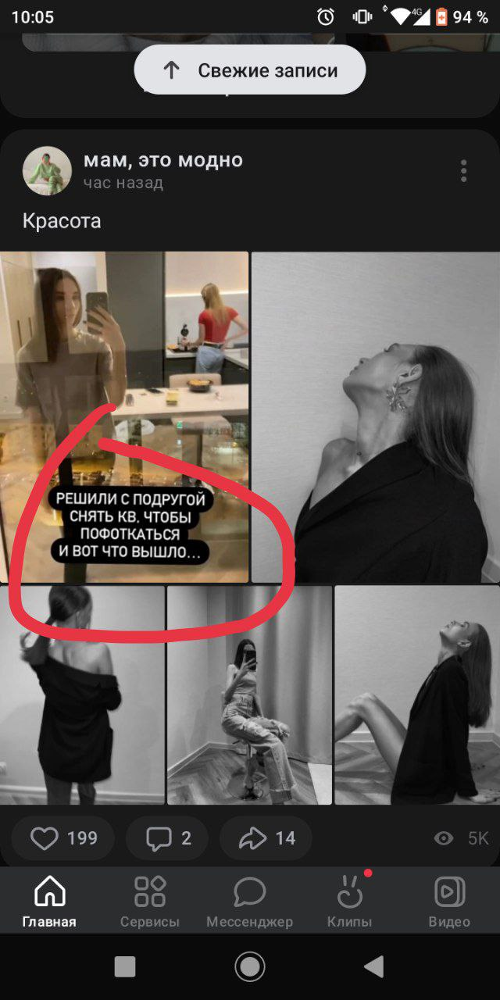 10:05
4G
94 %
Свежие записи
мам, это модно
час назад
Красота
РЕШИЛИ С ПОДРУГОЙ
СНЯТЬ КВ. ЧТОБЫ
ПОФОТКАТЬСЯ
И ВОТ ЧТО ВЫШЛО...
199
2
14
5K
Главная
Сервисы
Мессенджер
Клипы
Видео